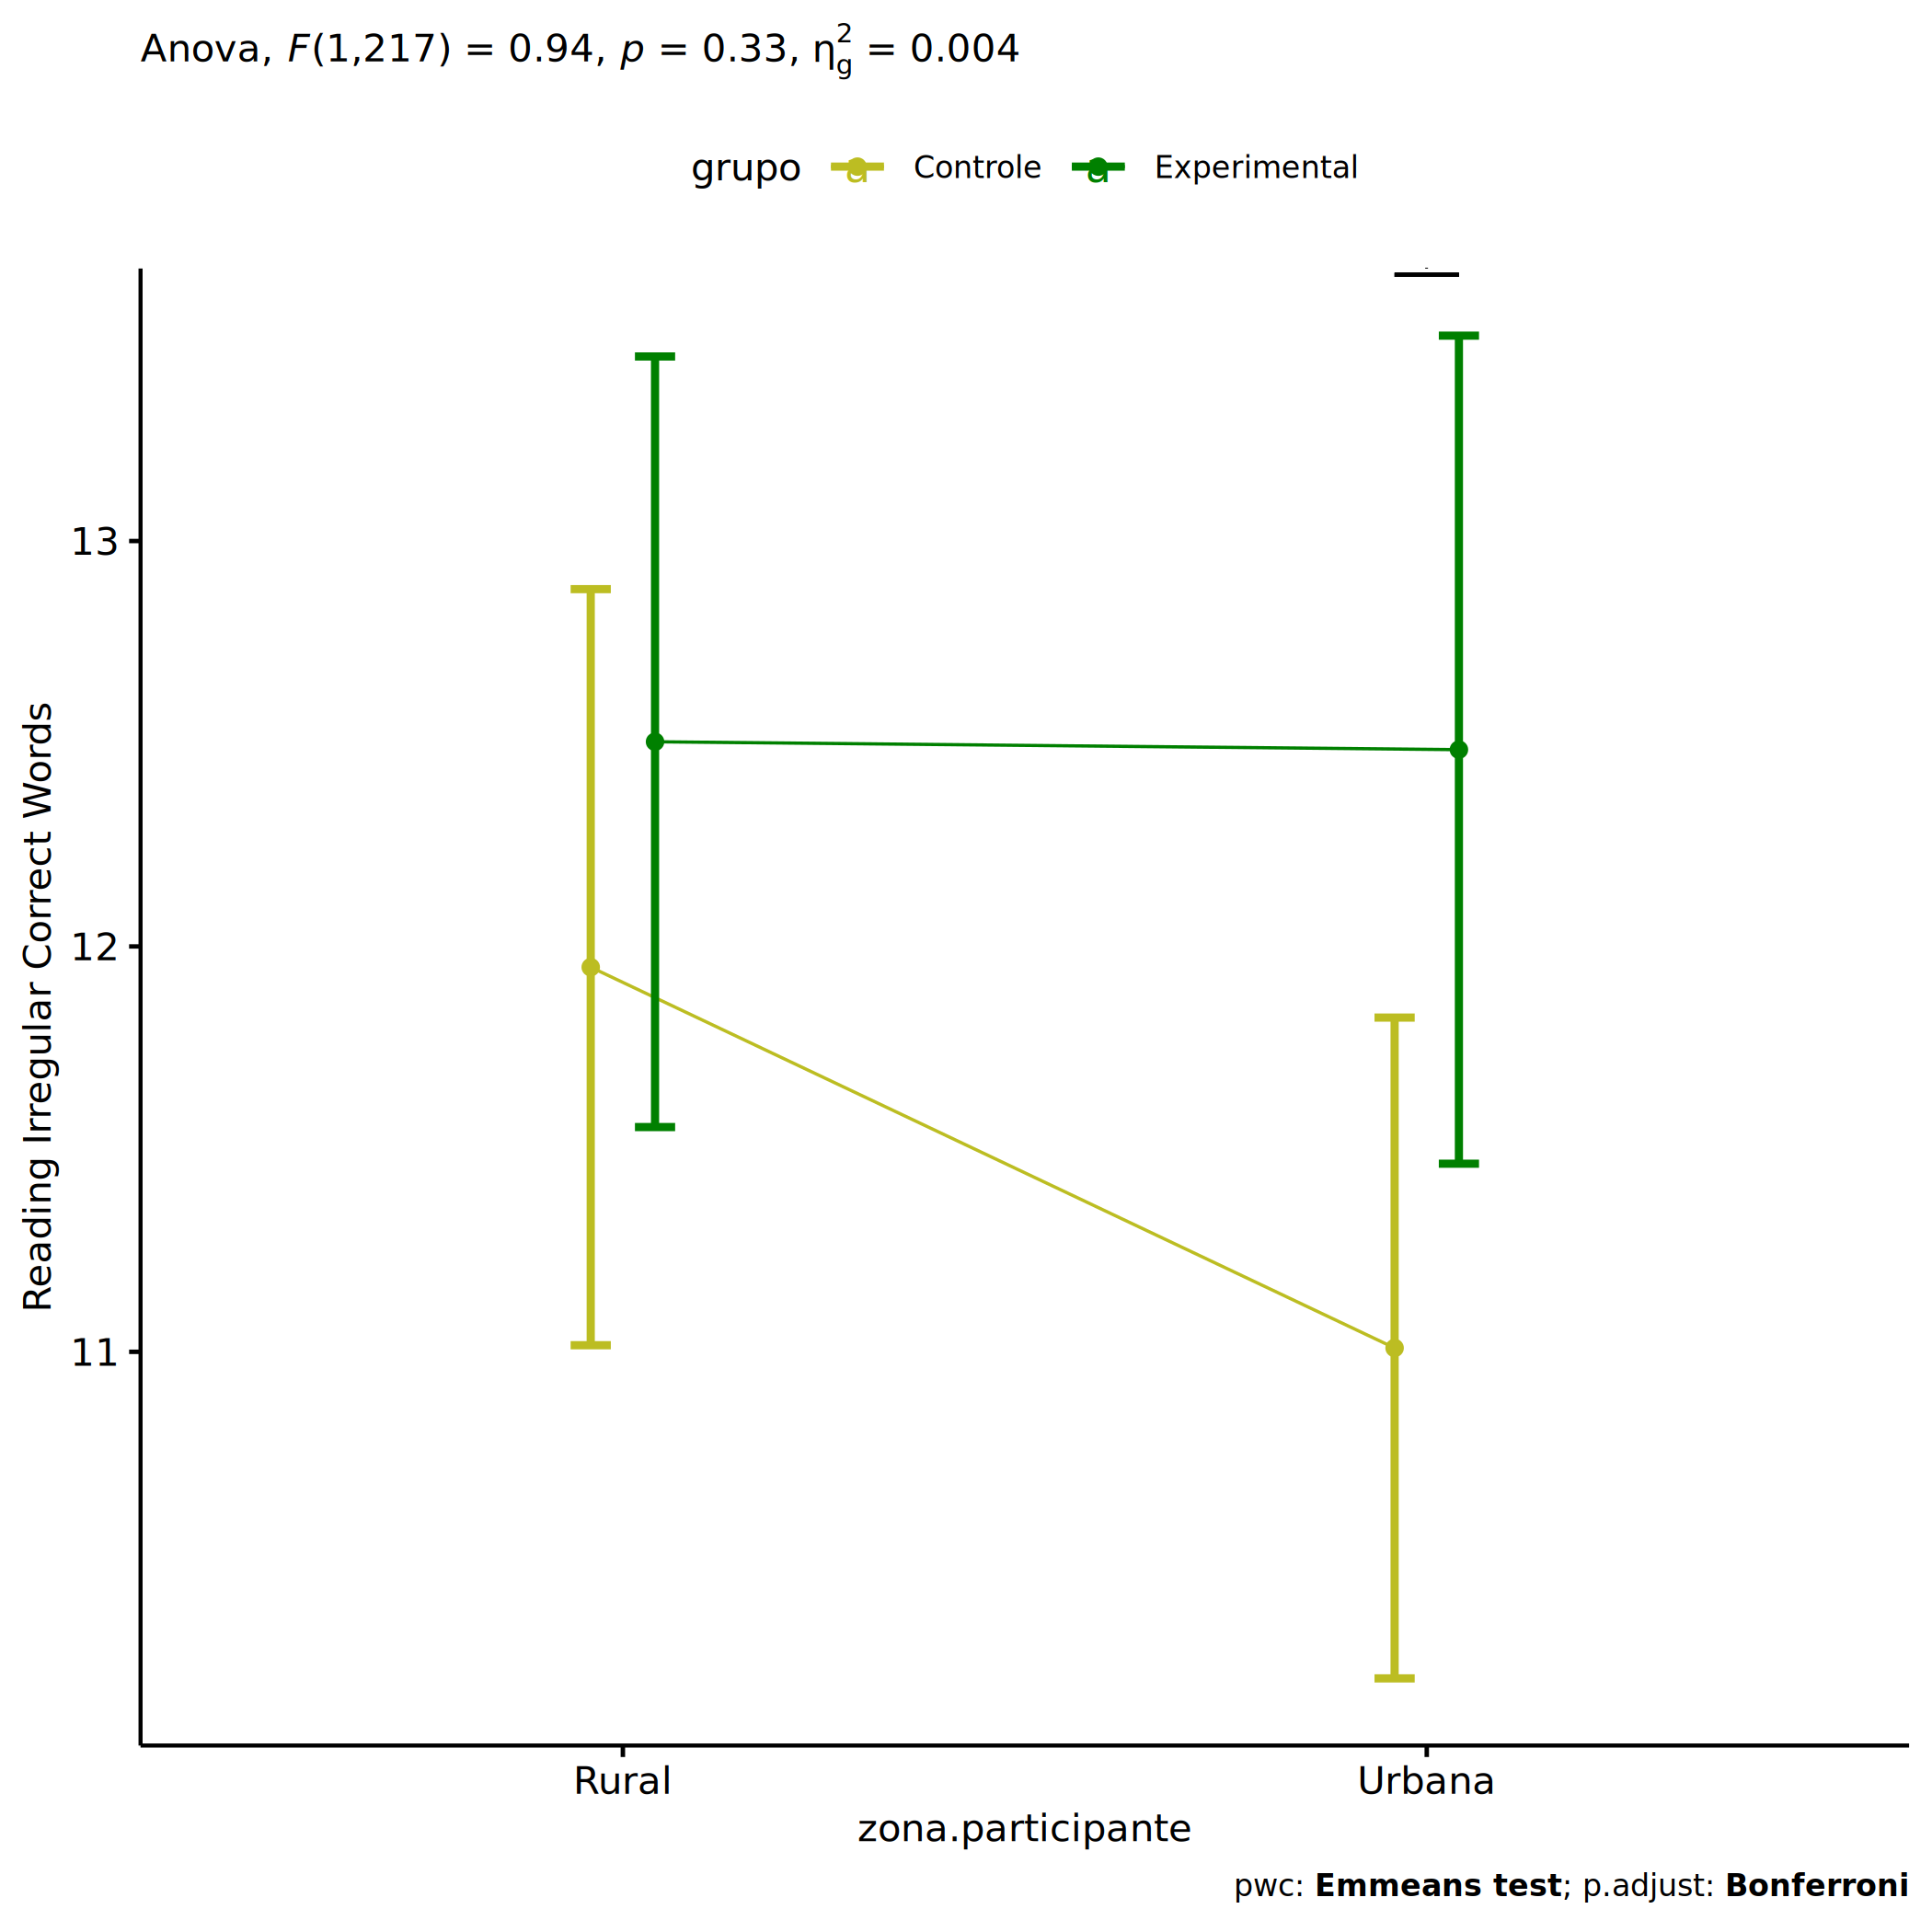 Anova, F(1,217) = 0.94, p = 0.33, η²g = 0.004
grupo Controle Experimental
13
12
11
Reading Irregular Correct Words
Rural Urbana
zona.participante
pwc: Emmeans test; p.adjust: Bonferroni